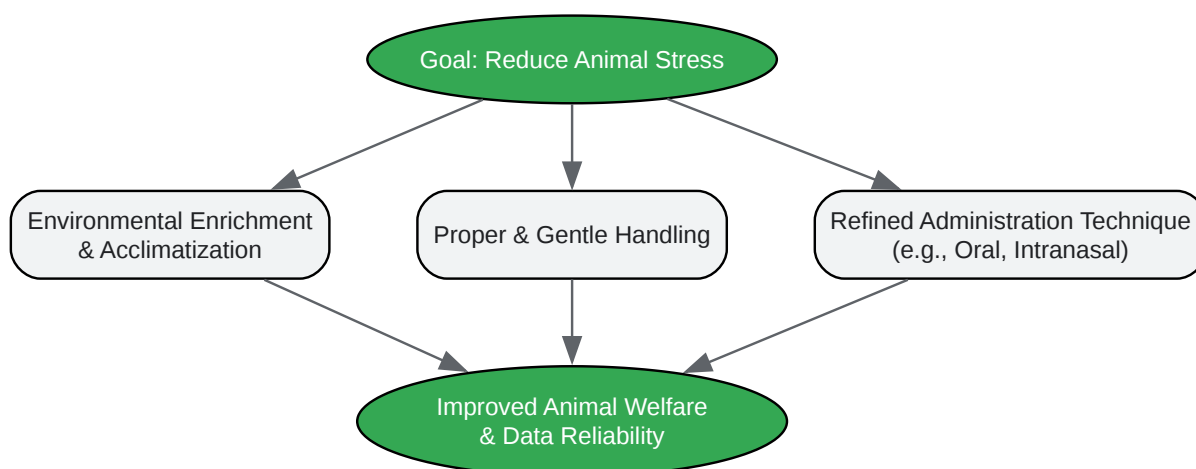 Goal: Reduce Animal Stress
Environmental Enrichment
& Acclimatization
Proper & Gentle Handling
Refined Administration Technique
(e.g., Oral, Intranasal)
Improved Animal Welfare
& Data Reliability